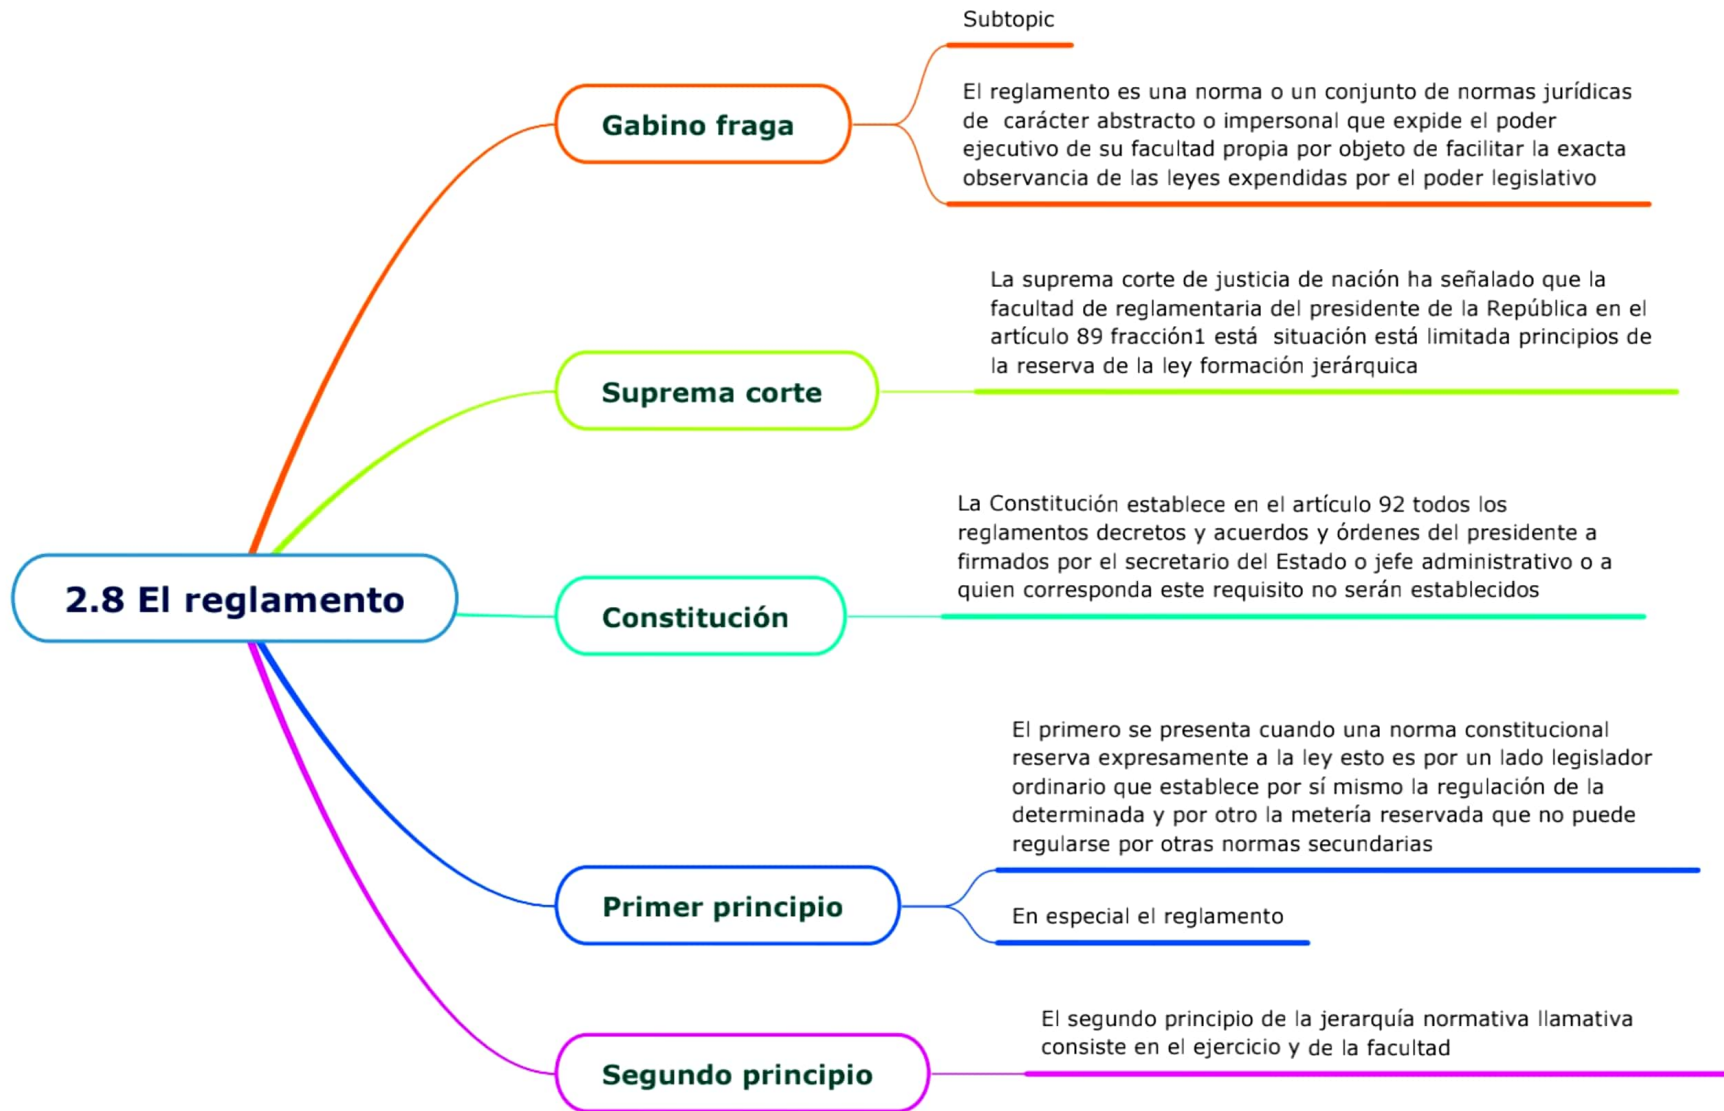 Subtopic
Gabino fraga
El reglamento es una norma o un conjunto de normas jurídicas
de carácter abstracto o impersonal que expide el poder
ejecutivo de su facultad propia por objeto de facilitar la exacta
observancia de las leyes expendidas por el poder legislativo
Suprema corte
La suprema corte de justicia de nación ha señalado que la
facultad de reglamentaria del presidente de la República en el
artículo 89 fracción1 está situación está limitada principios de
la reserva de la ley formación jerárquica
2.8 El reglamento
Constitución
La Constitución establece en el artículo 92 todos los
reglamentos decretos y acuerdos y órdenes del presidente a
firmados por el secretario del Estado o jefe administrativo o a
quien corresponda este requisito no serán establecidos
Primer principio
El primero se presenta cuando una norma constitucional
reserva expresamente a la ley esto es por un lado legislador
ordinario que establece por sí mismo la regulación de la
determinada y por otro la metería reservada que no puede
regularse por otras normas secundarias
En especial el reglamento
Segundo principio
El segundo principio de la jerarquía normativa llamativa
consiste en el ejercicio y de la facultad